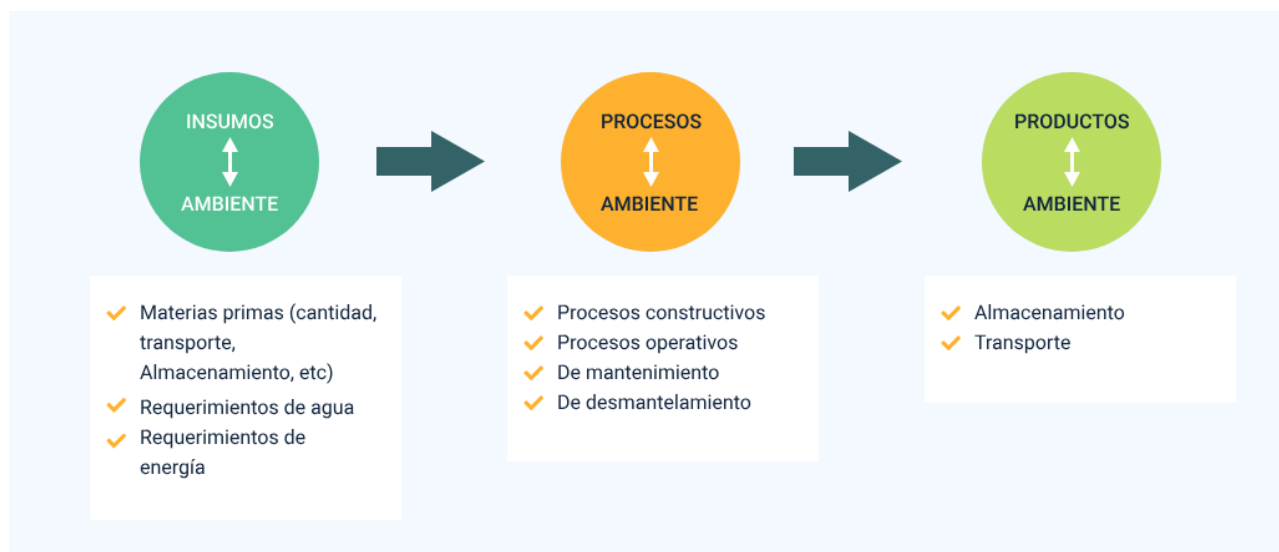 INSUMOS
AMBIENTE
Materias primas (cantidad,
transporte,
Almacenamiento, etc)
Requerimientos de agua
Requerimientos de
energía
PROCESOS
AMBIENTE
Procesos constructivos
Procesos operativos
De mantenimiento
De desmantelamiento
PRODUCTOS
AMBIENTE
Almacenamiento
Transporte